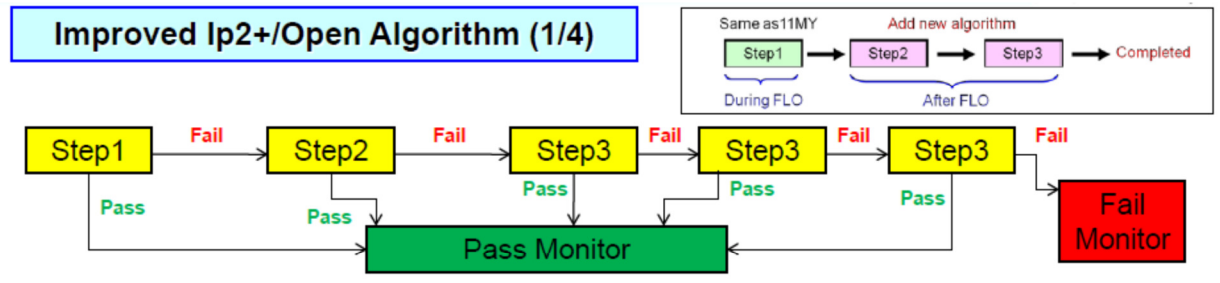 Improved Ip2+/Open Algorithm (1/4)
Same as11MY
Add new algorithm
Step1
Step2
Step3
Completed
During FLO
After FLO
Step1
Fail
Step2
Fail
Step3
Fail
Step3
Fail
Step3
Fail
Pass
Pass
Pass
Pass
Pass
Pass Monitor
Fail
Monitor